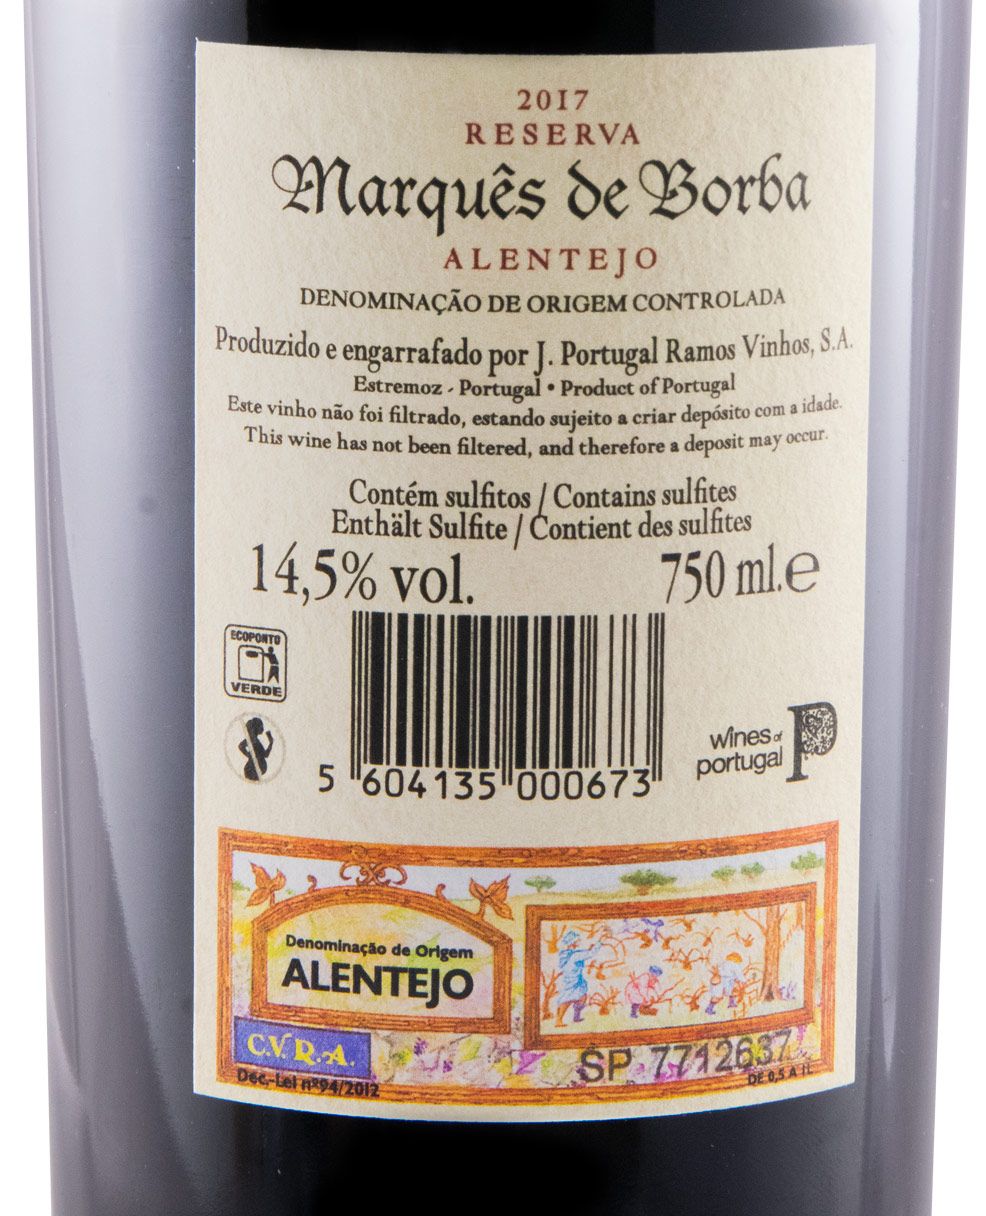 2017
RESERVA
Marquês de Borba
ALENTEJO
DENOMINAÇÃO DE ORIGEM CONTROLADA
Produzido e engarrafado por J. Portugal Ramos Vinhos, S.A.
Estremoz - Portugal • Product of Portugal
Este vinho não foi filtrado, estando sujeito a criar depósito com a idade.
This wine has not been filtered, and therefore a deposit may occur.
Contém sulfitos / Contains sulfites
Enthält Sulfite / Contient des sulfites
14,5% vol. 750 ml.e
ECOPONTO
VERDE
wines of
portugal
5 604135 000673
Denominação de Origem
ALENTEJO
C.V.R.A.
SP 7712637
Dec.-Lei nº94/2012
DE 0,5 A 1L